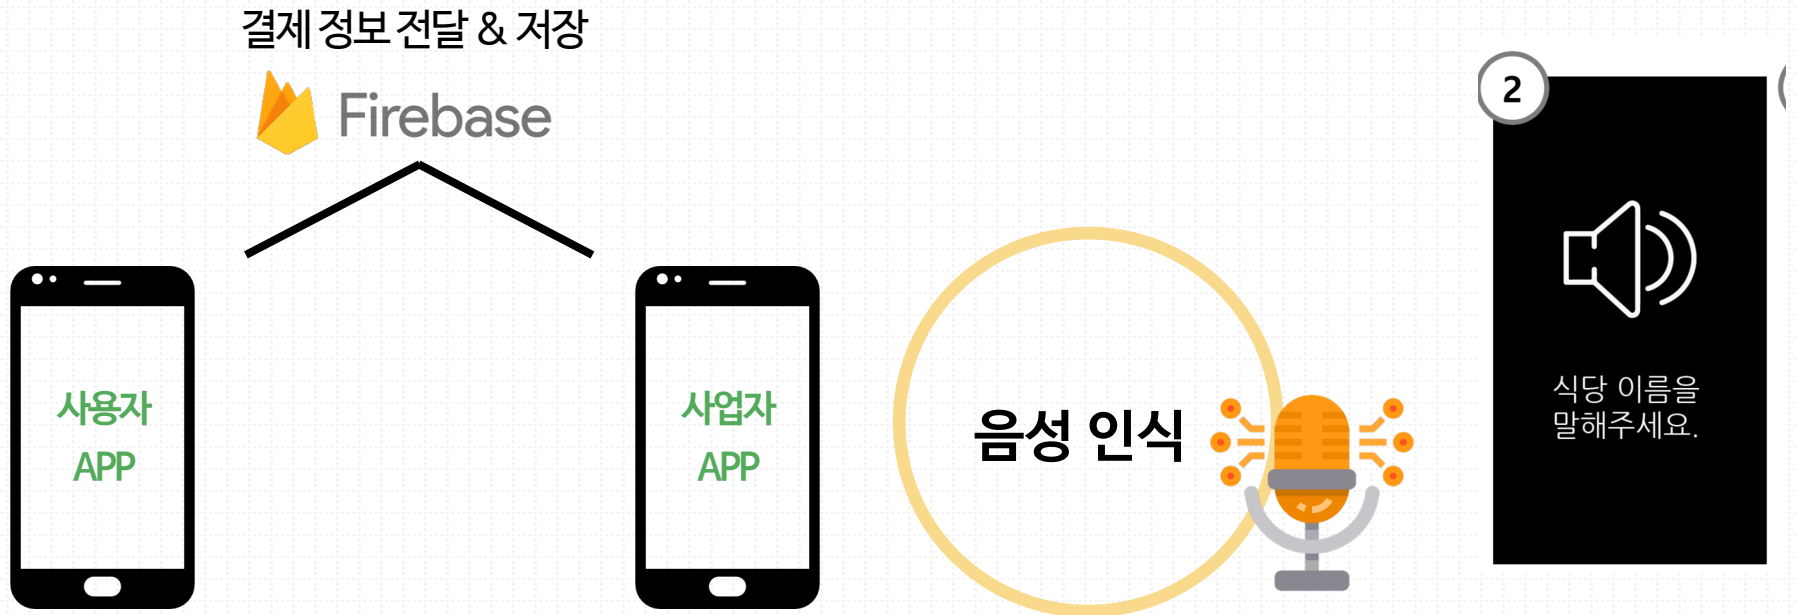 결제 정보 전달 & 저장
Firebase
사용자
APP
사업자
APP
음성 인식
2
식당 이름을
말해주세요.